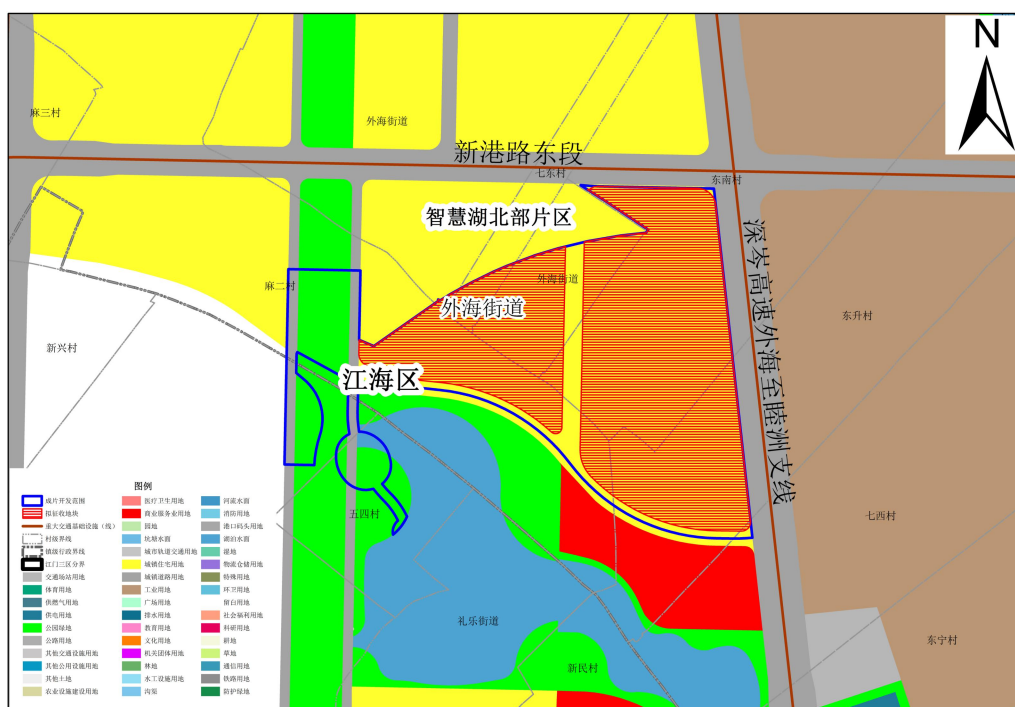 N
麻三村
外海街道
新港路东段
七东村
东南村
智慧湖北部片区
深岑高速外海至睦洲支线
麻二村
外海街道
外海街道
东升村
新兴村
江海区
七西村
五四村
礼乐街道
新民村
东宁村
图例
成片开发范围
拟征收地块
重大交通基础设施（线）
村级界线
镇级行政界线
江门三区分界
交通场站用地
体育用地
供燃气用地
供电用地
公园绿地
公路用地
其他交通设施用地
其他公用设施用地
其他土地
农业设施建设用地
医疗卫生用地
商业服务业用地
园地
坑塘水面
城市轨道交通用地
城镇住宅用地
城镇道路用地
工业用地
广场用地
排水用地
教育用地
文化用地
机关团体用地
林地
水工设施用地
沟渠
河流水面
消防用地
港口码头用地
湖泊水面
湿地
物流仓储用地
特殊用地
环卫用地
留白用地
社会福利用地
科研用地
耕地
草地
通信用地
铁路用地
防护绿地